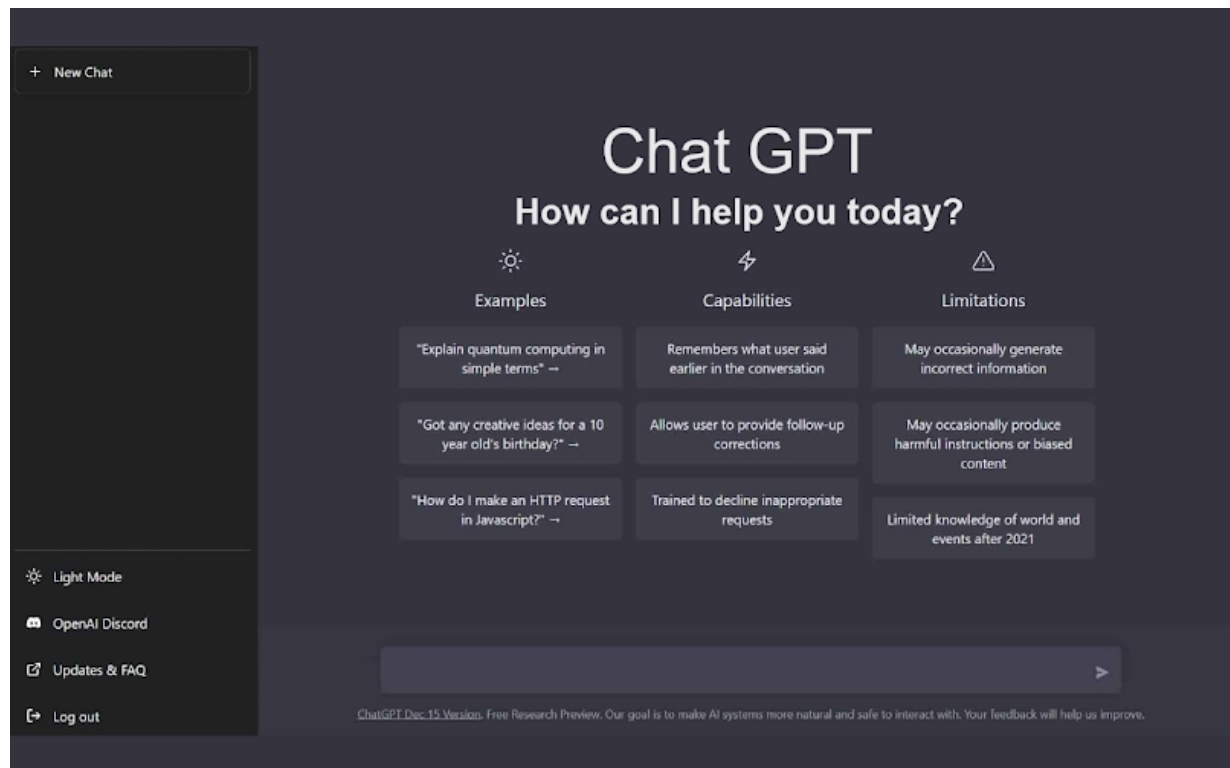 + New Chat
Chat GPT
How can I help you today?
Examples
"Explain quantum computing in
simple terms" →
"Got any creative ideas for a 10
year old's birthday?" →
"How do I make an HTTP request
in Javascript?" →
Capabilities
Remembers what user said
earlier in the conversation
Allows user to provide follow-up
corrections
Trained to decline inappropriate
requests
Limitations
May occasionally generate
incorrect information
May occasionally produce
harmful instructions or biased
content
Limited knowledge of world and
events after 2021
Light Mode
OpenAI Discord
Updates & FAQ
Log out
ChatGPT Dec 15 Version. Free Research Preview. Our goal is to make AI systems more natural and safe to interact with. Your feedback will help us improve.